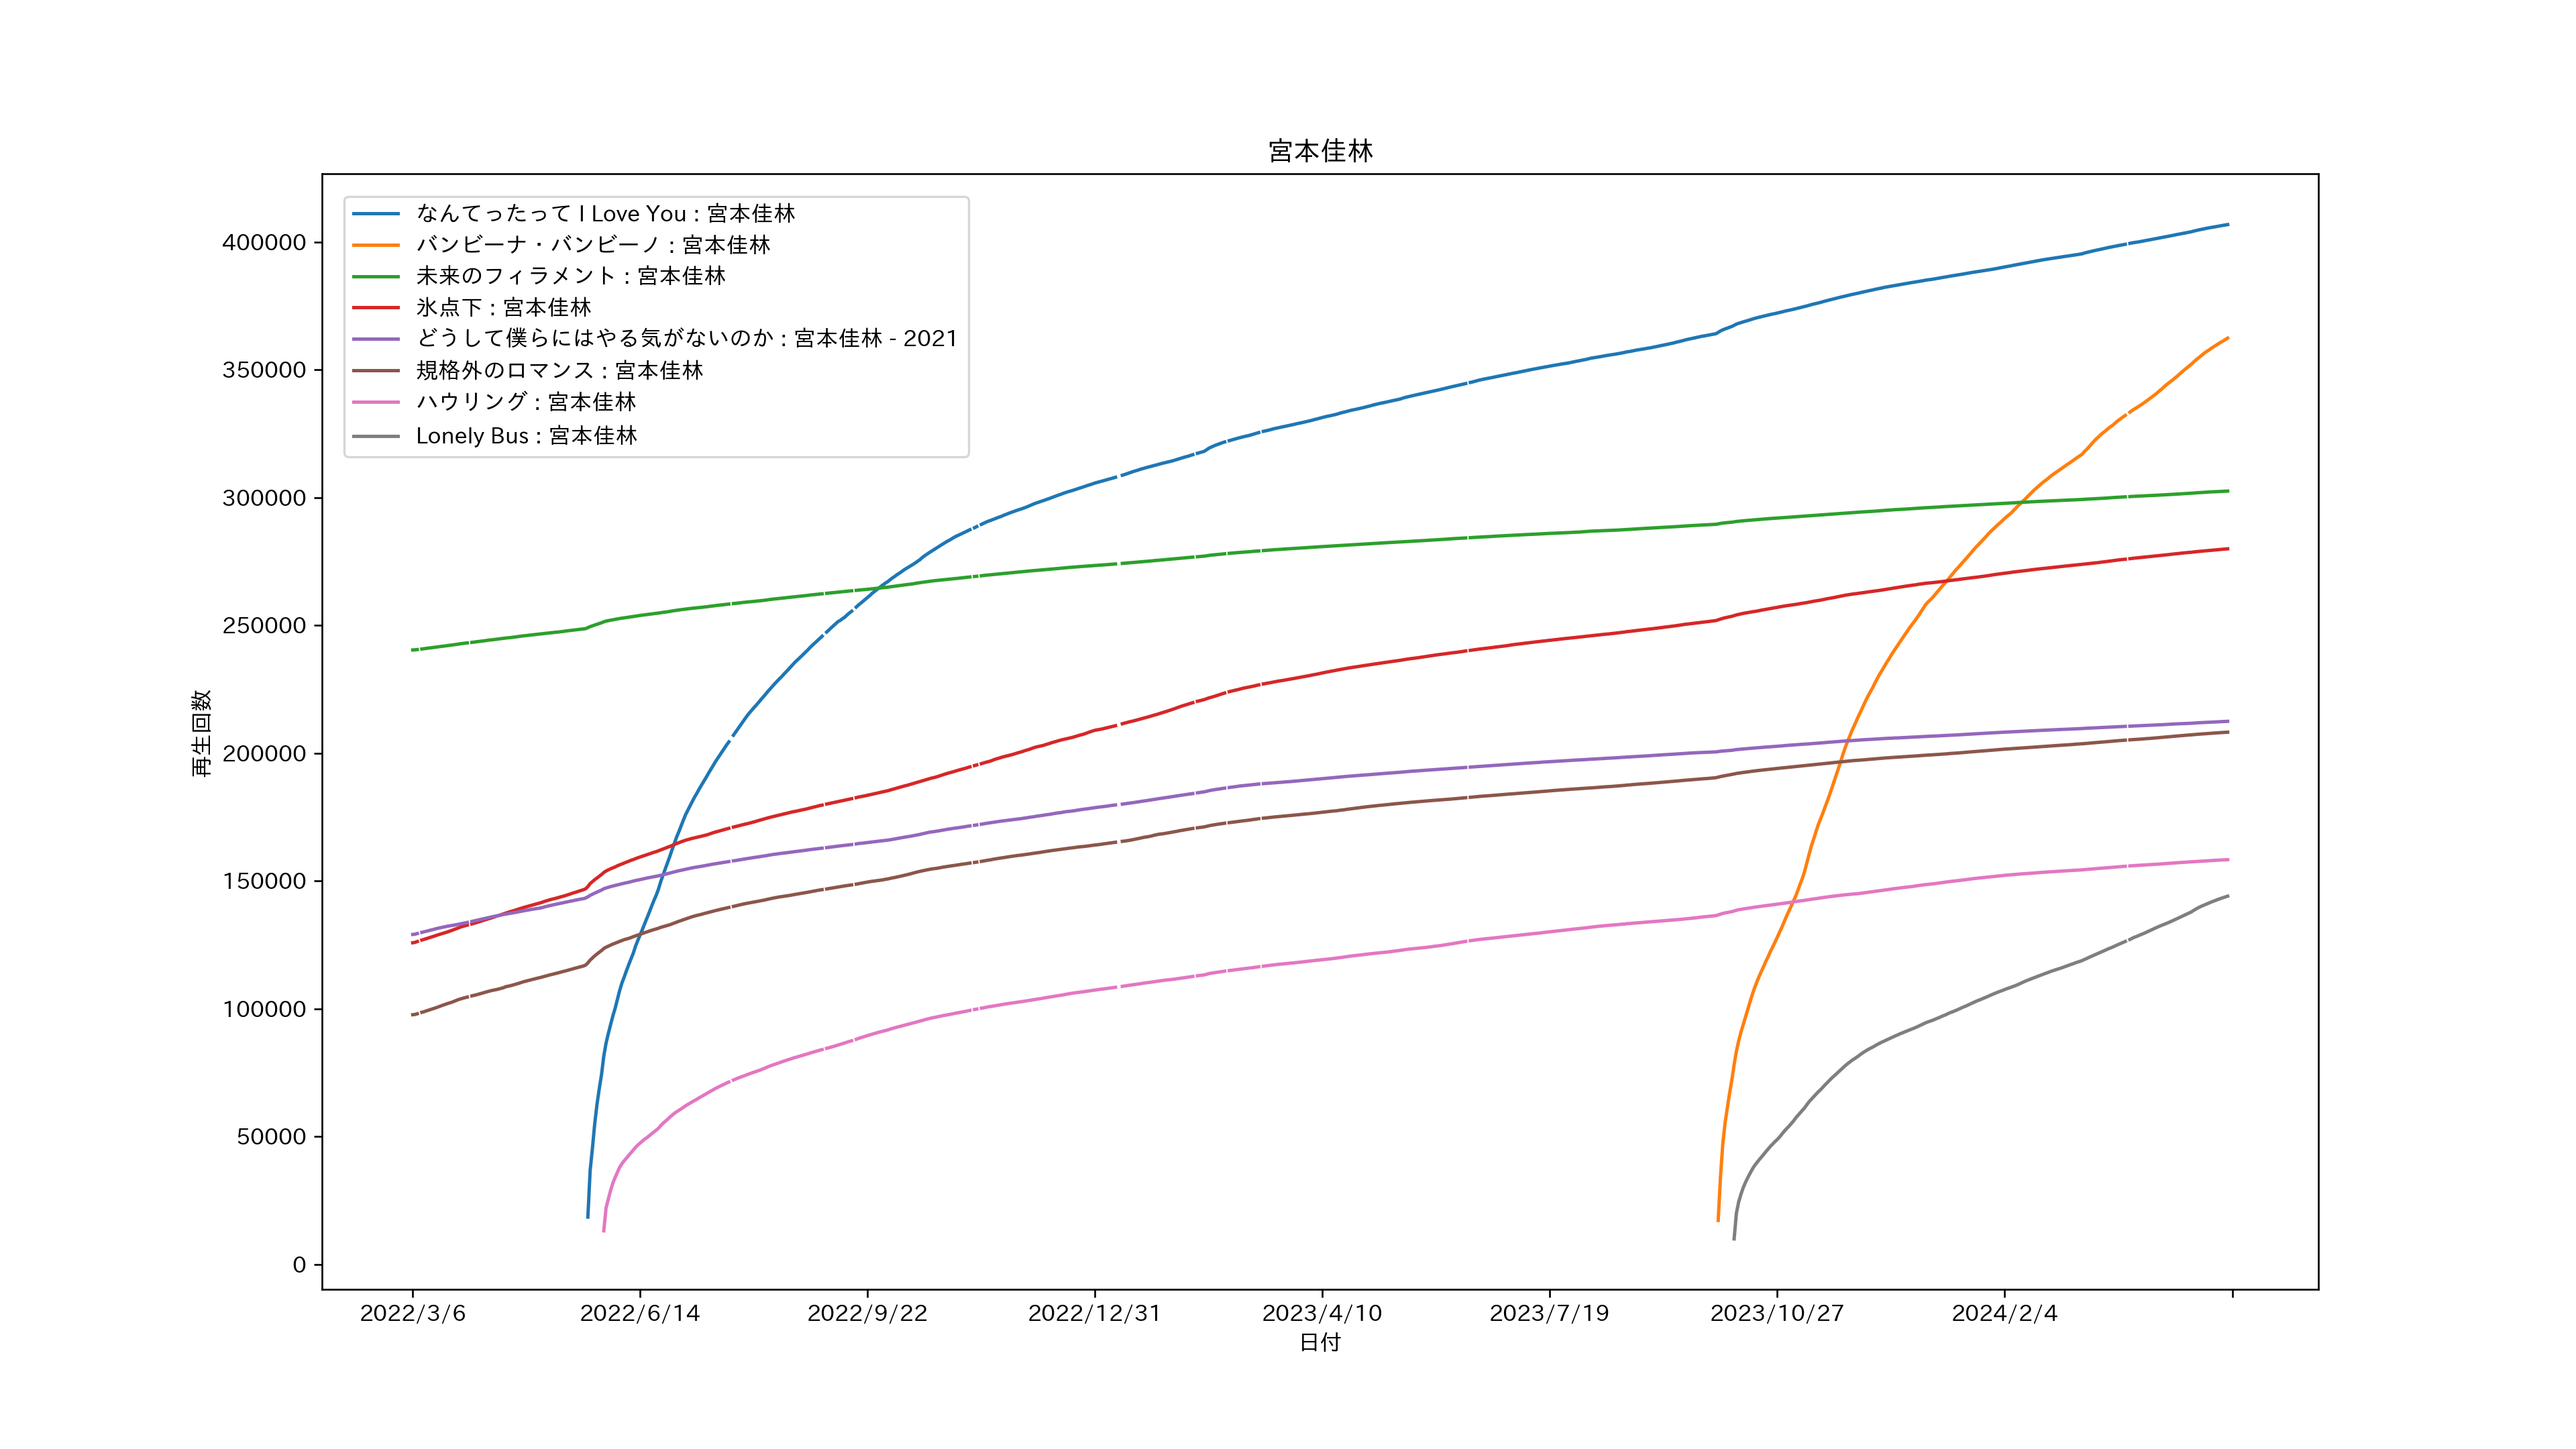 宮本佳林
なんてったって I Love You : 宮本佳林
バンビーナ・バンビーノ : 宮本佳林
未来のフィラメント : 宮本佳林
氷点下 : 宮本佳林
どうして僕らにはやる気がないのか : 宮本佳林 - 2021
規格外のロマンス : 宮本佳林
ハウリング : 宮本佳林
Lonely Bus : 宮本佳林
400000
350000
300000
250000
200000
150000
100000
50000
0
再生回数
2022/3/6
2022/6/14
2022/9/22
2022/12/31
2023/4/10
2023/7/19
2023/10/27
2024/2/4
日付